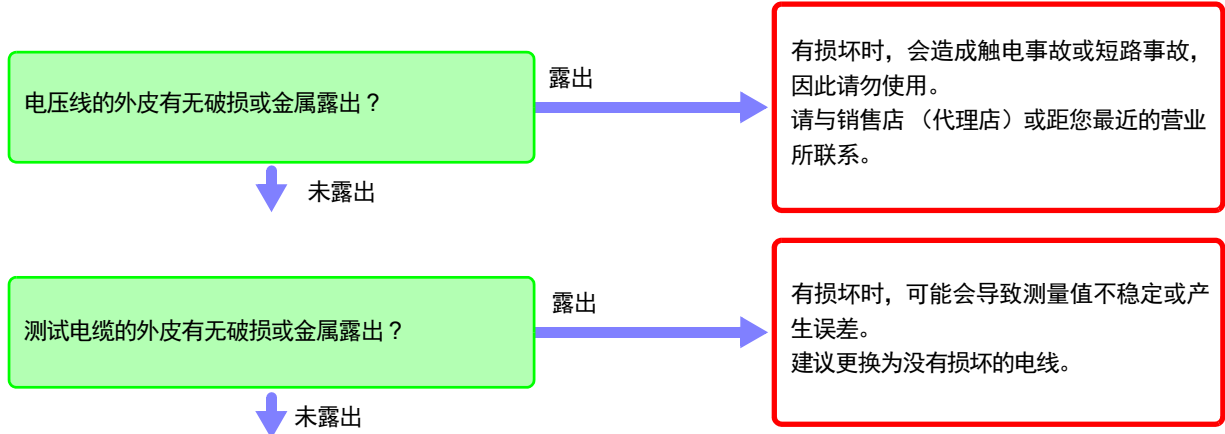 电压线的外皮有无破损或金属露出？
露出
有损坏时，会造成触电事故或短路事故，
因此请勿使用。
请与销售店 （代理店）或距您最近的营业
所联系。
未露出
测试电缆的外皮有无破损或金属露出？
露出
有损坏时，可能会导致测量值不稳定或产
生误差。
建议更换为没有损坏的电线。
未露出